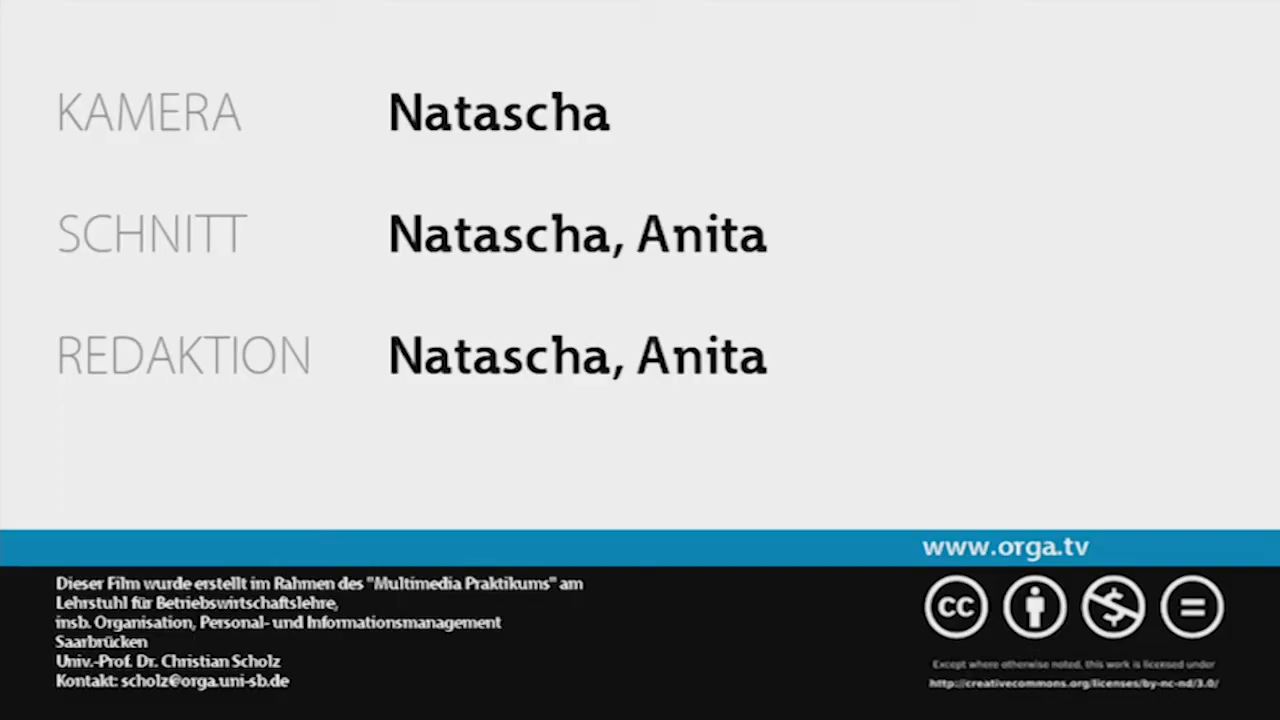 KAMERA Natascha
SCHNITT Natascha, Anita
REDAKTION Natascha, Anita
www.orga.tv
Dieser Film wurde erstellt im Rahmen des "Multimedia Praktikums" am
Lehrstuhl für Betriebswirtschaftslehre,
insb. Organisation, Personal- und Informationsmanagement
Saarbrücken
Univ.-Prof. Dr. Christian Scholz
Kontakt: scholz@orga.uni-sb.de
cc
Except where otherwise noted, this work is licensed under
http://creativecommons.org/licenses/by-nc-nd/3.0/